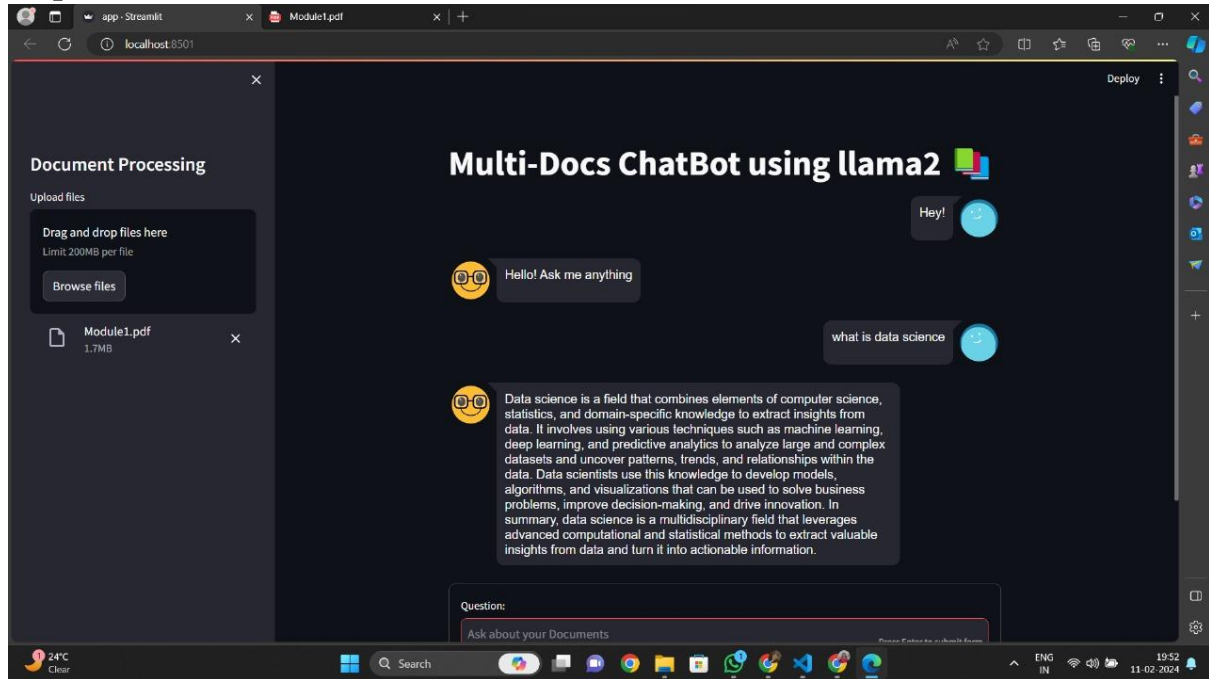 app · Streamlit
Module1.pdf
localhost:8501
Deploy
Document Processing
Upload files
Drag and drop files here
Limit 200MB per file
Browse files
Module1.pdf
1.7MB
Multi-Docs ChatBot using llama2
Hey!
Hello! Ask me anything
what is data science
Data science is a field that combines elements of computer science,
statistics, and domain-specific knowledge to extract insights from
data. It involves using various techniques such as machine learning,
deep learning, and predictive analytics to analyze large and complex
datasets and uncover patterns, trends, and relationships within the
data. Data scientists use this knowledge to develop models,
algorithms, and visualizations that can be used to solve business
problems, improve decision-making, and drive innovation. In
summary, data science is a multidisciplinary field that leverages
advanced computational and statistical methods to extract valuable
insights from data and turn it into actionable information.
Question:
Ask about your Documents
Press Enter to submit form
1
24°C
Clear
Search
ENG
IN
19:52
11-02-2024